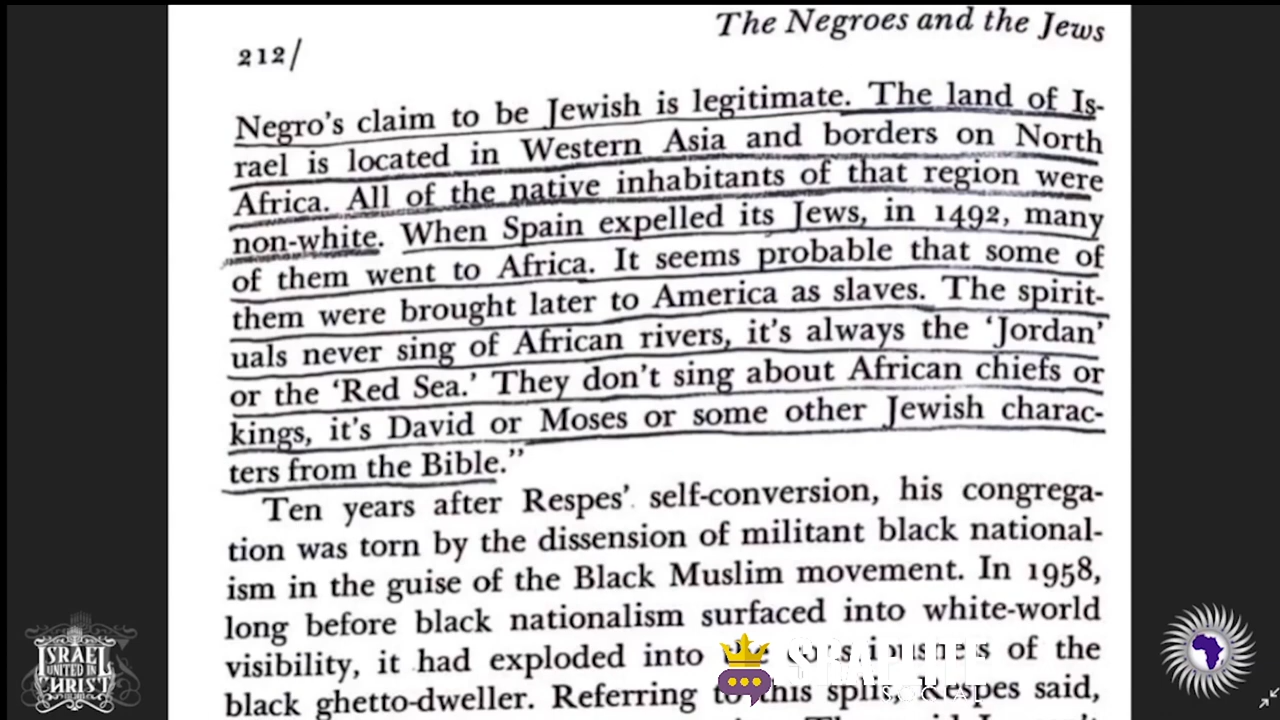 The Negroes and the Jews
212/
Negro's claim to be Jewish is legitimate. The land of Is-
rael is located in Western Asia and borders on North
Africa. All of the native inhabitants of that region were
non-white. When Spain expelled its Jews, in 1492, many
of them went to Africa. It seems probable that some of
them were brought later to America as slaves. The spirit-
uals never sing of African rivers, it's always the 'Jordan'
or the 'Red Sea.' They don't sing about African chiefs or
kings, it's David or Moses or some other Jewish charac-
ters from the Bible."
Ten years after Respes' self-conversion, his congrega-
tion was torn by the dissension of militant black national-
ism in the guise of the Black Muslim movement. In 1958,
long before black nationalism surfaced into white-world
visibility, it had exploded into of the
black ghetto-dweller. Referring to this split, Respes said,
ISRAEL
UNITED IN
CHRIST
SOCIAL